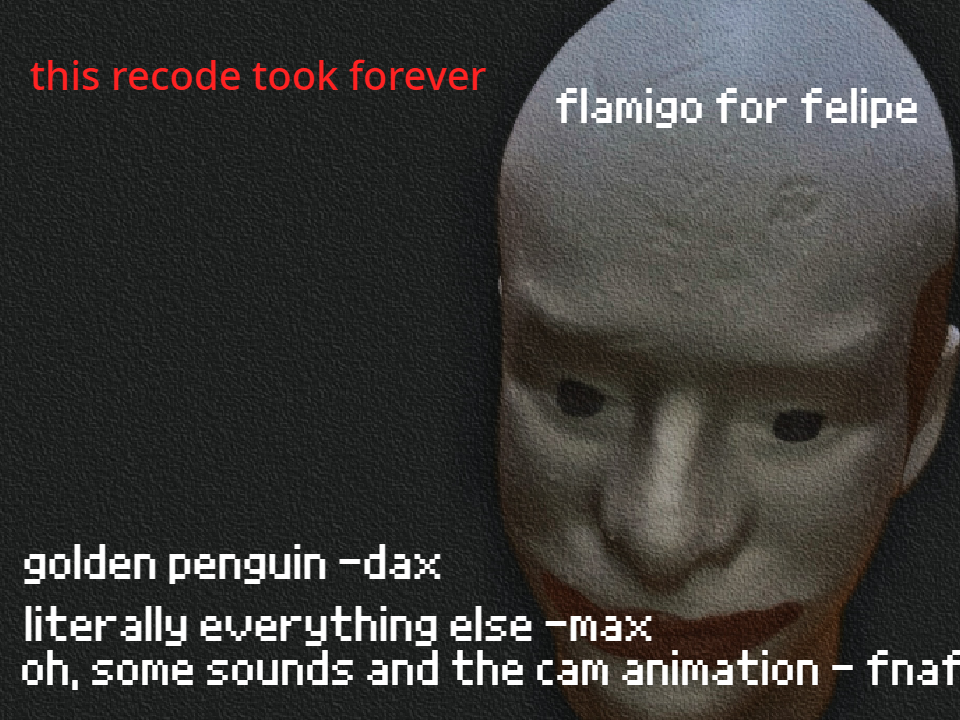 this recode took forever
flamigo for felipe
golden penguin -dax
literally everything else -max
oh, some sounds and the cam animation - fnaf